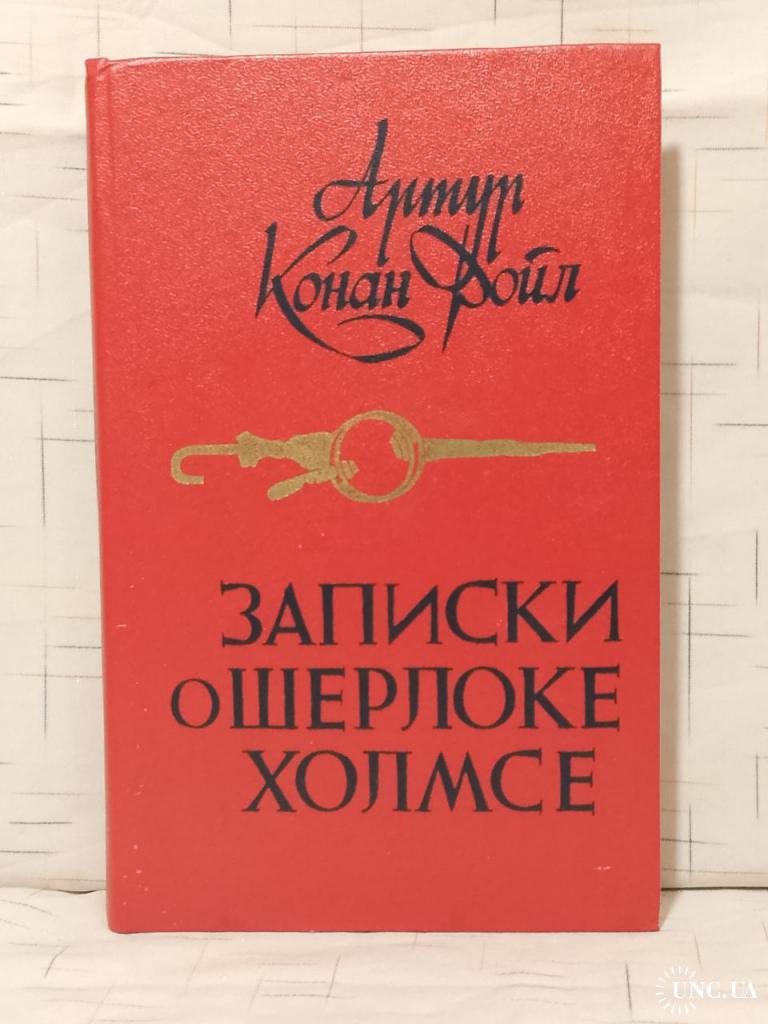 Артур
Конан Дойл
ЗАПИСКИ
О ШЕРЛОКЕ
ХОЛМСЕ
UNC.UA